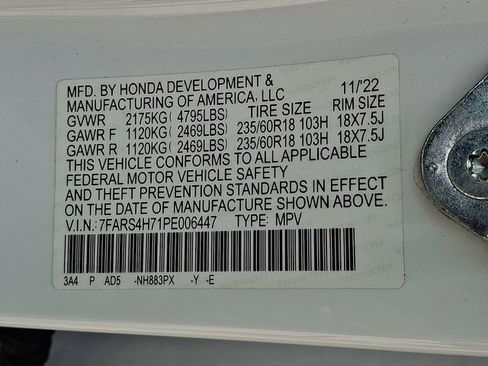 MFD. BY HONDA DEVELOPMENT &
MANUFACTURING OF AMERICA, LLC 11/'22
GVWR 2175KG( 4795LBS) TIRE SIZE RIM SIZE
GAWR F 1120KG( 2469LBS) 235/60R18 103H 18X7.5J
GAWR R 1120KG( 2469LBS) 235/60R18 103H 18X7.5J
THIS VEHICLE CONFORMS TO ALL APPLICABLE
FEDERAL MOTOR VEHICLE SAFETY
AND THEFT PREVENTION STANDARDS IN EFFECT
ON THE DATE OF MANUFACTURE SHOWN ABOVE.
V.I.N.: 7FARS4H71PE006447 TYPE: MPV
3A4 P AD5 -NH883PX -Y -E